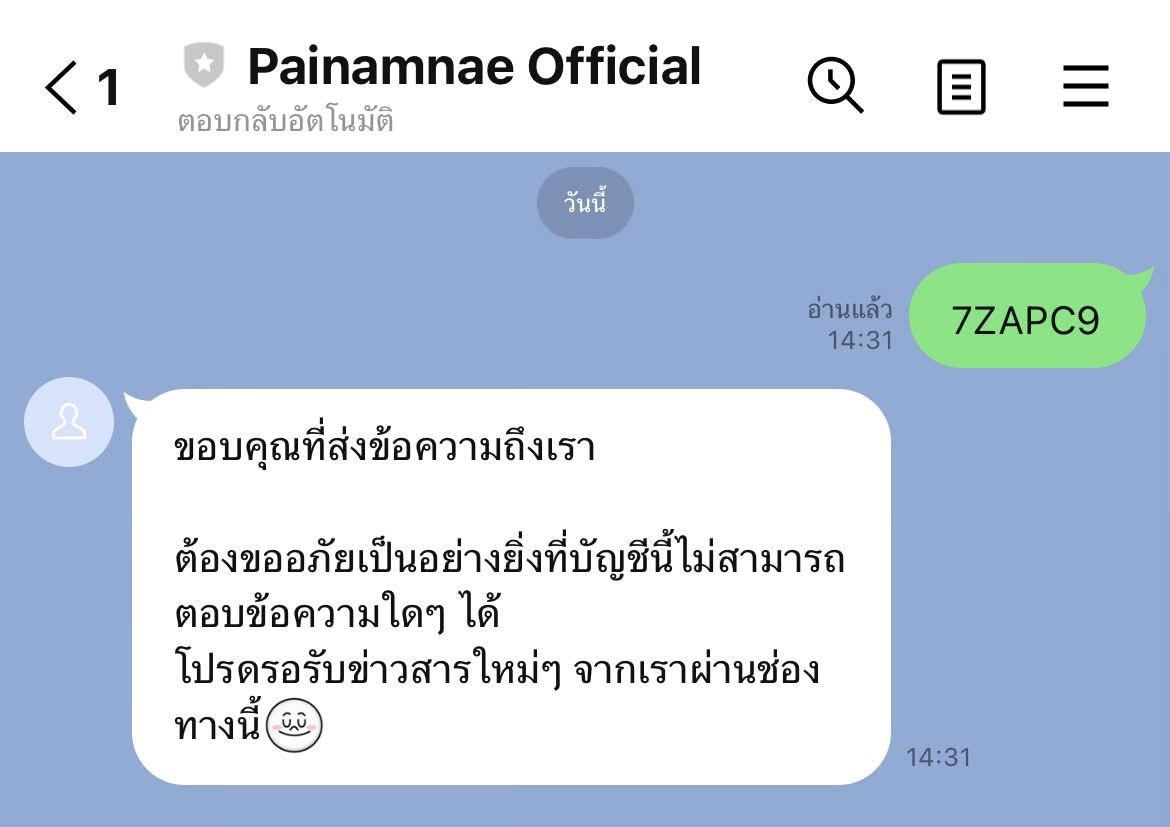 1
Painamnae Official
ตอบกลับอัตโนมัติ
วันนี้
อ่านแล้ว
14:31
7ZAPC9
ขอบคุณที่ส่งข้อความถึงเรา
ต้องขออภัยเป็นอย่างยิ่งที่บัญชีนี้ไม่สามารถ
ตอบข้อความใดๆ ได้
โปรดรอรับข่าวสารใหม่ๆ จากเราผ่านช่อง
ทางนี้
14:31